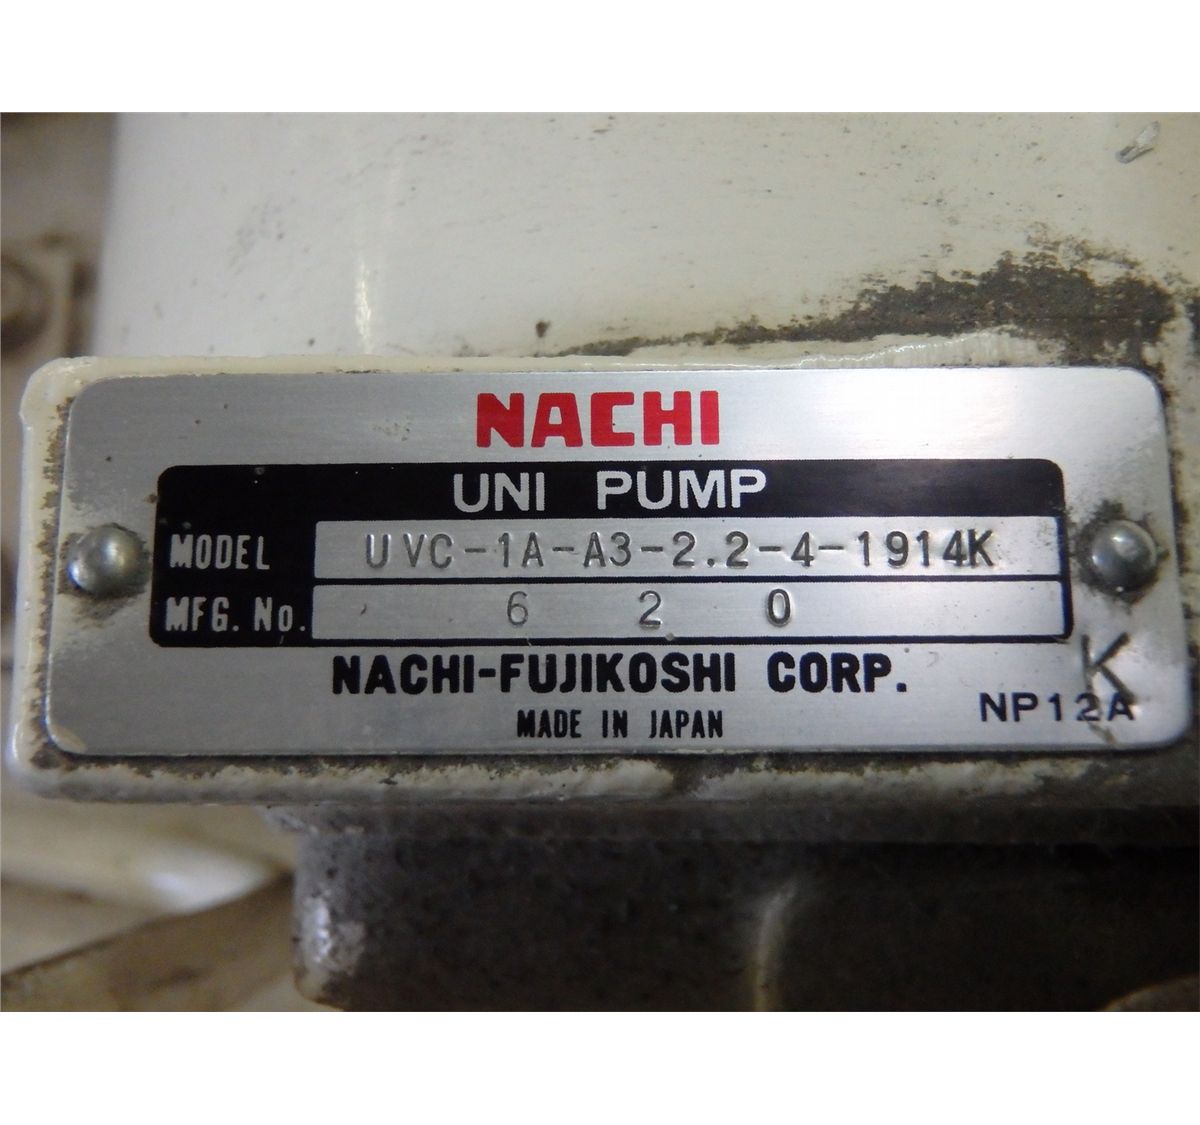 NACHI
UNI PUMP
MODEL UVC-1A-A3-2.2-4-1914K
MFG. No. 6 2 0
NACHI-FUJIKOSHI CORP.
K
MADE IN JAPAN
NP12A